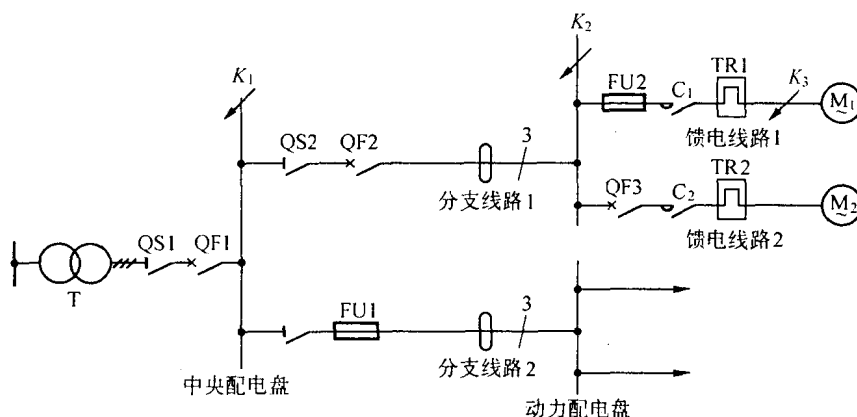 K₁
K₂
FU2
C₁
TR1
K₃
M₁
~
馈电线路1
QS2
QF2
3
分支线路1
QF3
C₂
TR2
M₂
~
馈电线路2
QS1
QF1
T
FU1
3
分支线路2
中央配电盘
动力配电盘